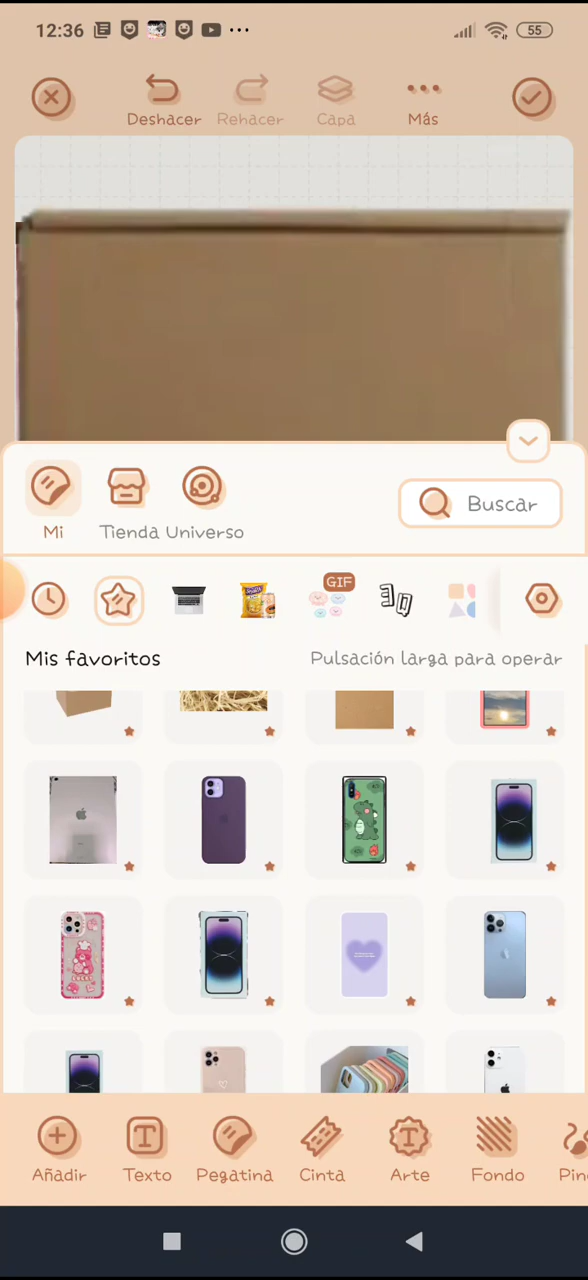 12:36
55
Deshacer
Rehacer
Capa
Más
Mi
Tienda
Universo
Buscar
GIF
Mis favoritos
Pulsación larga para operar
Añadir
Texto
Pegatina
Cinta
Arte
Fondo
Pin